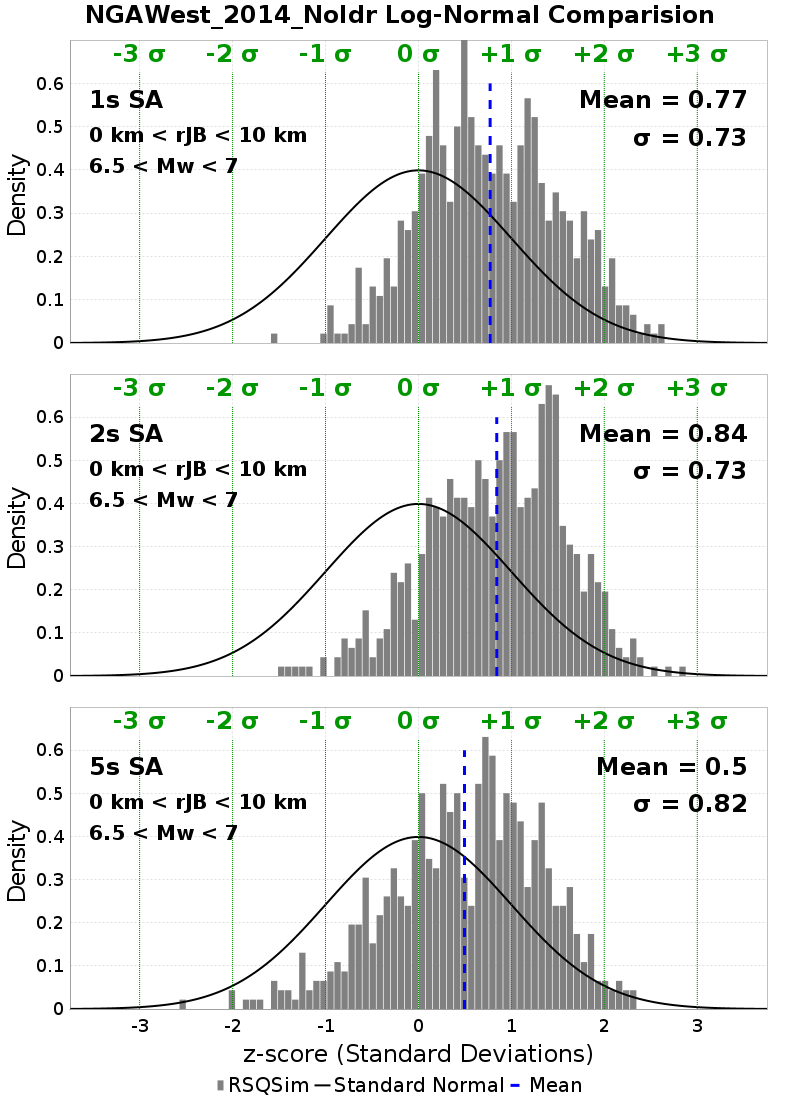 NGAWest_2014_NoIdr Log-Normal Comparision
-3 σ -2 σ -1 σ 0 σ +1 σ +2 σ +3 σ
1s SA
0 km < rJB < 10 km
6.5 < Mw < 7
Mean = 0.77
σ = 0.73
Density
0.6
0.5
0.4
0.3
0.2
0.1
0
-3 σ -2 σ -1 σ 0 σ +1 σ +2 σ +3 σ
2s SA
0 km < rJB < 10 km
6.5 < Mw < 7
Mean = 0.84
σ = 0.73
Density
0.6
0.5
0.4
0.3
0.2
0.1
0
-3 σ -2 σ -1 σ 0 σ +1 σ +2 σ +3 σ
5s SA
0 km < rJB < 10 km
6.5 < Mw < 7
Mean = 0.5
σ = 0.82
Density
0.6
0.5
0.4
0.3
0.2
0.1
0
-3 -2 -1 0 1 2 3
z-score (Standard Deviations)
RSQSim Standard Normal Mean